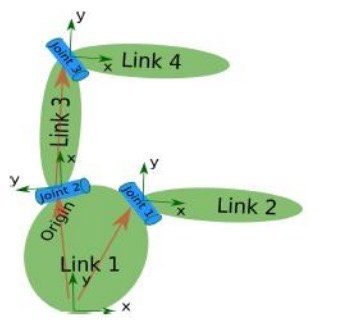 y
Joint 3
x
Link 4
Link 3
x
y
Joint 2
y
Joint 1
x
Link 2
Origin
Link 1
y
x